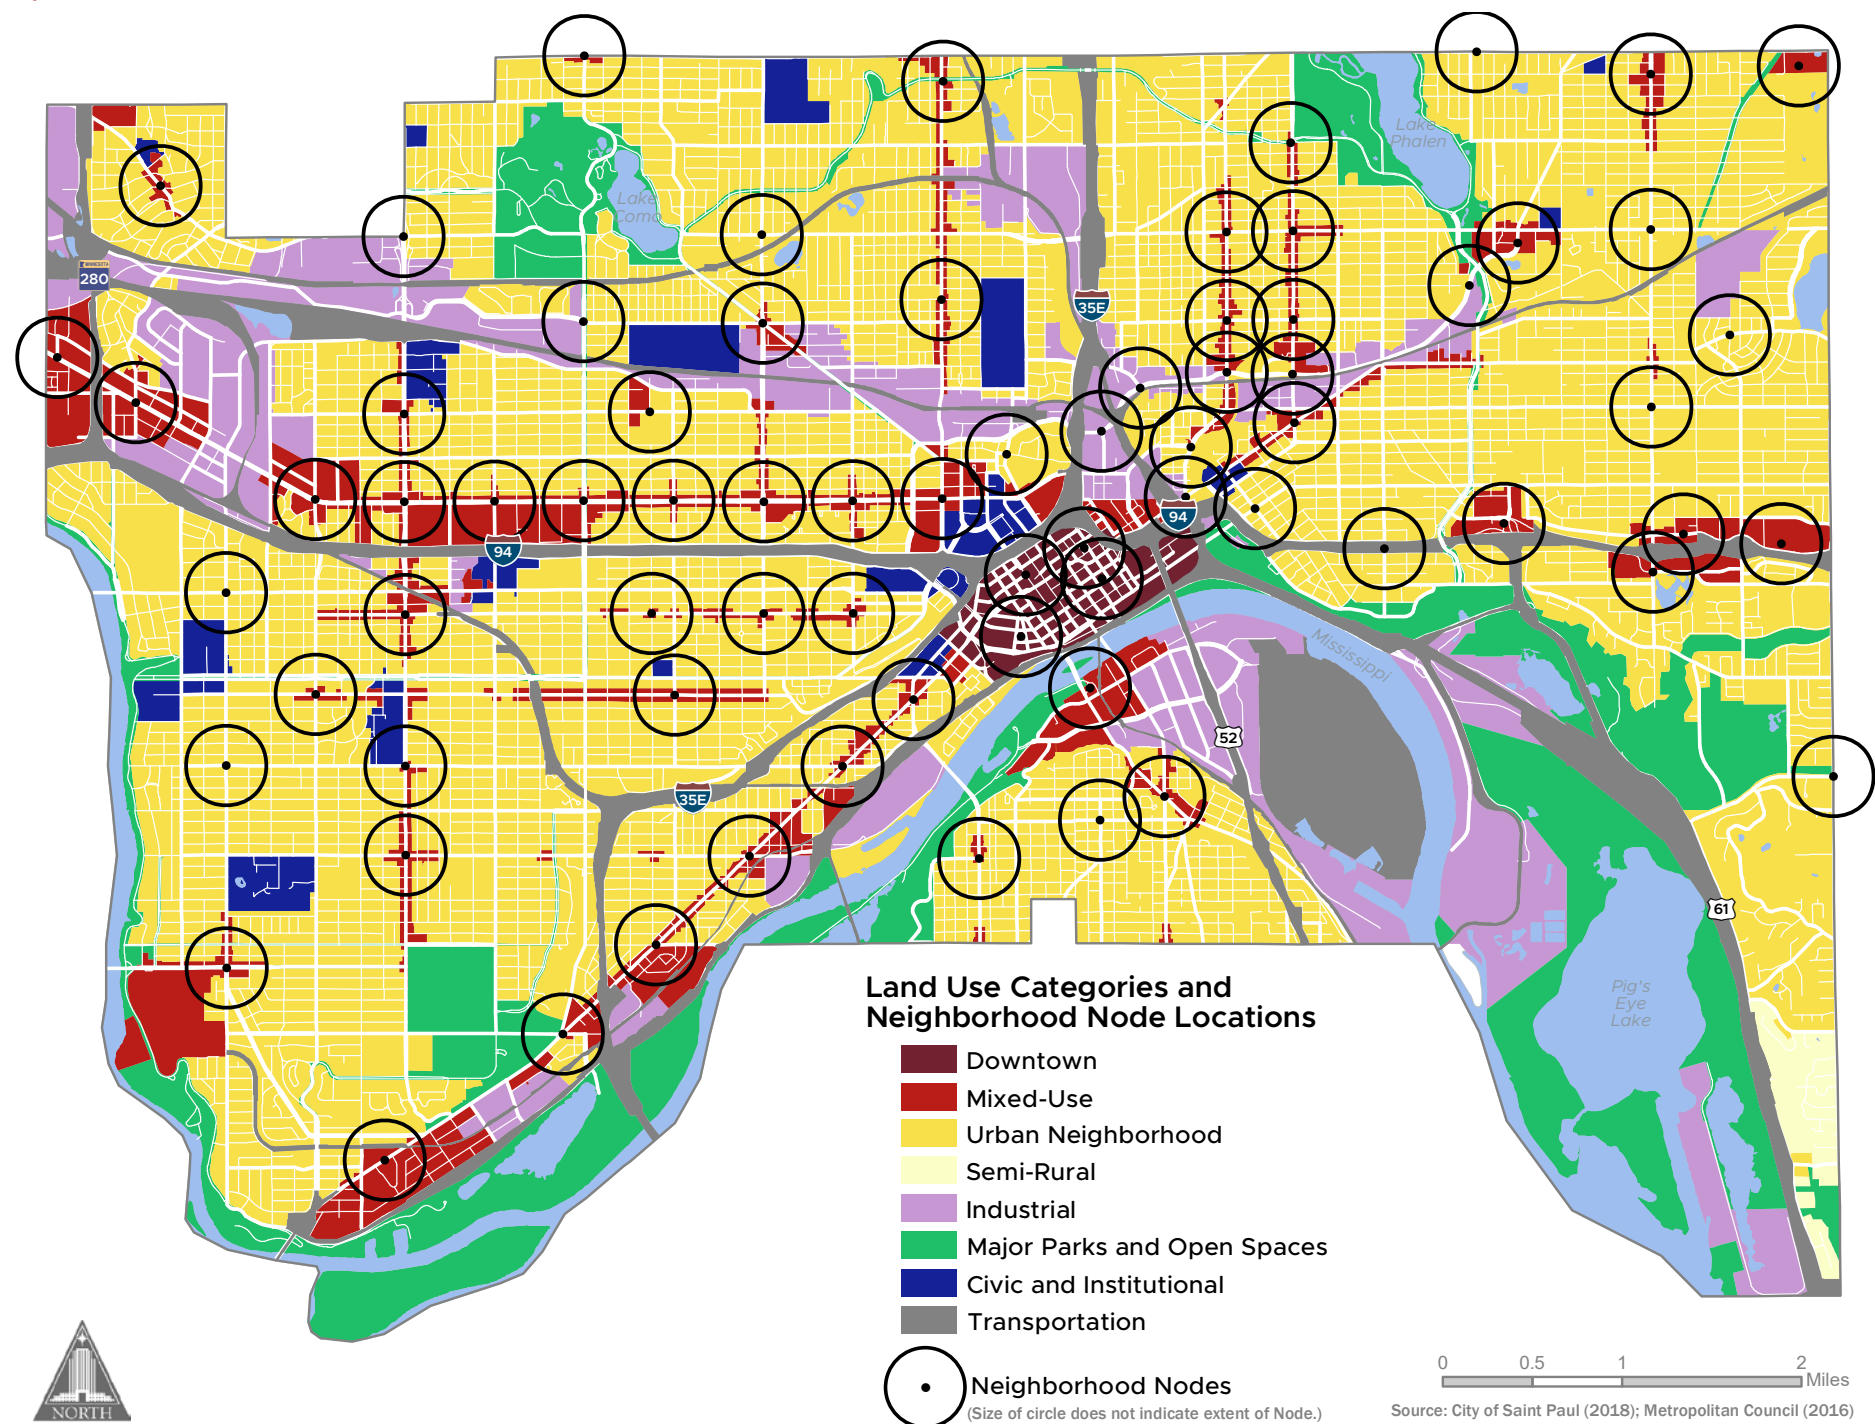 Lake
Phalen
Lake
Como
MINNESOTA
280
35E
94
94
Mississippi
52
35E
61
Land Use Categories and
Neighborhood Node Locations
Pig's
Eye
Lake
Downtown
Mixed-Use
Urban Neighborhood
Semi-Rural
Industrial
Major Parks and Open Spaces
Civic and Institutional
Transportation
Neighborhood Nodes
(Size of circle does not indicate extent of Node.)
0 0.5 1 2
Miles
Source: City of Saint Paul (2018); Metropolitan Council (2016)
NORTH